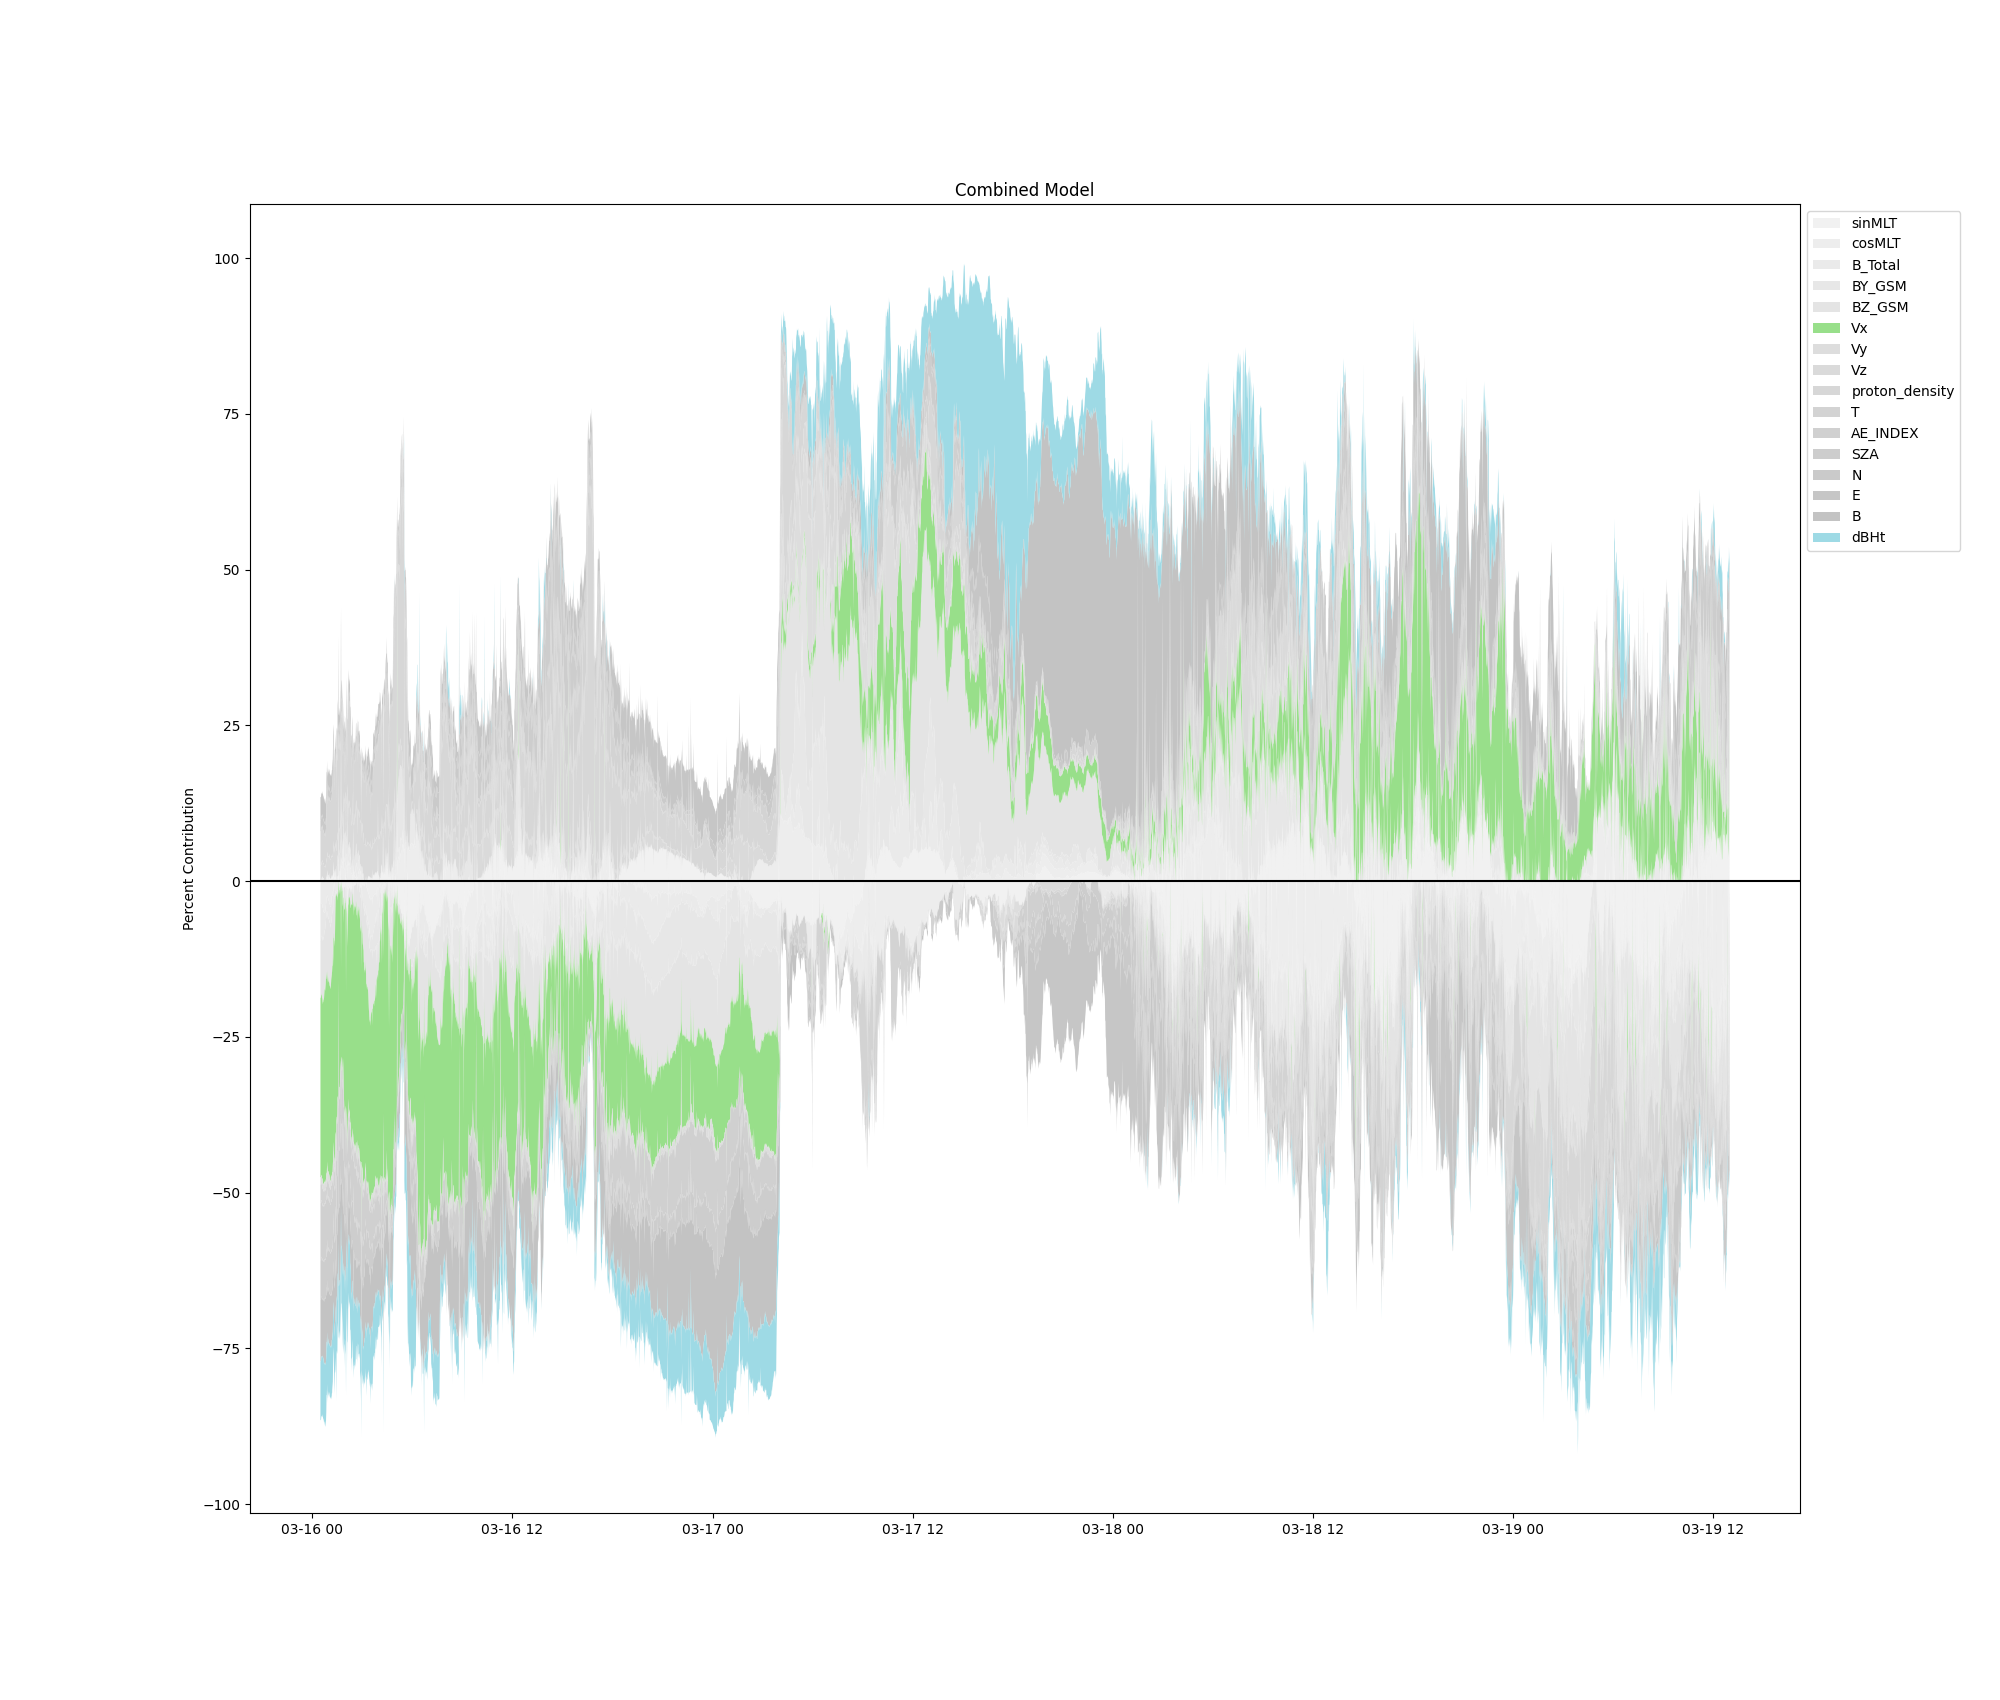 Combined Model
Percent Contribution
100
75
50
25
0
−25
−50
−75
−100
03-16 00
03-16 12
03-17 00
03-17 12
03-18 00
03-18 12
03-19 00
03-19 12
sinMLT
cosMLT
B_Total
BY_GSM
BZ_GSM
Vx
Vy
Vz
proton_density
T
AE_INDEX
SZA
N
E
B
dBHt